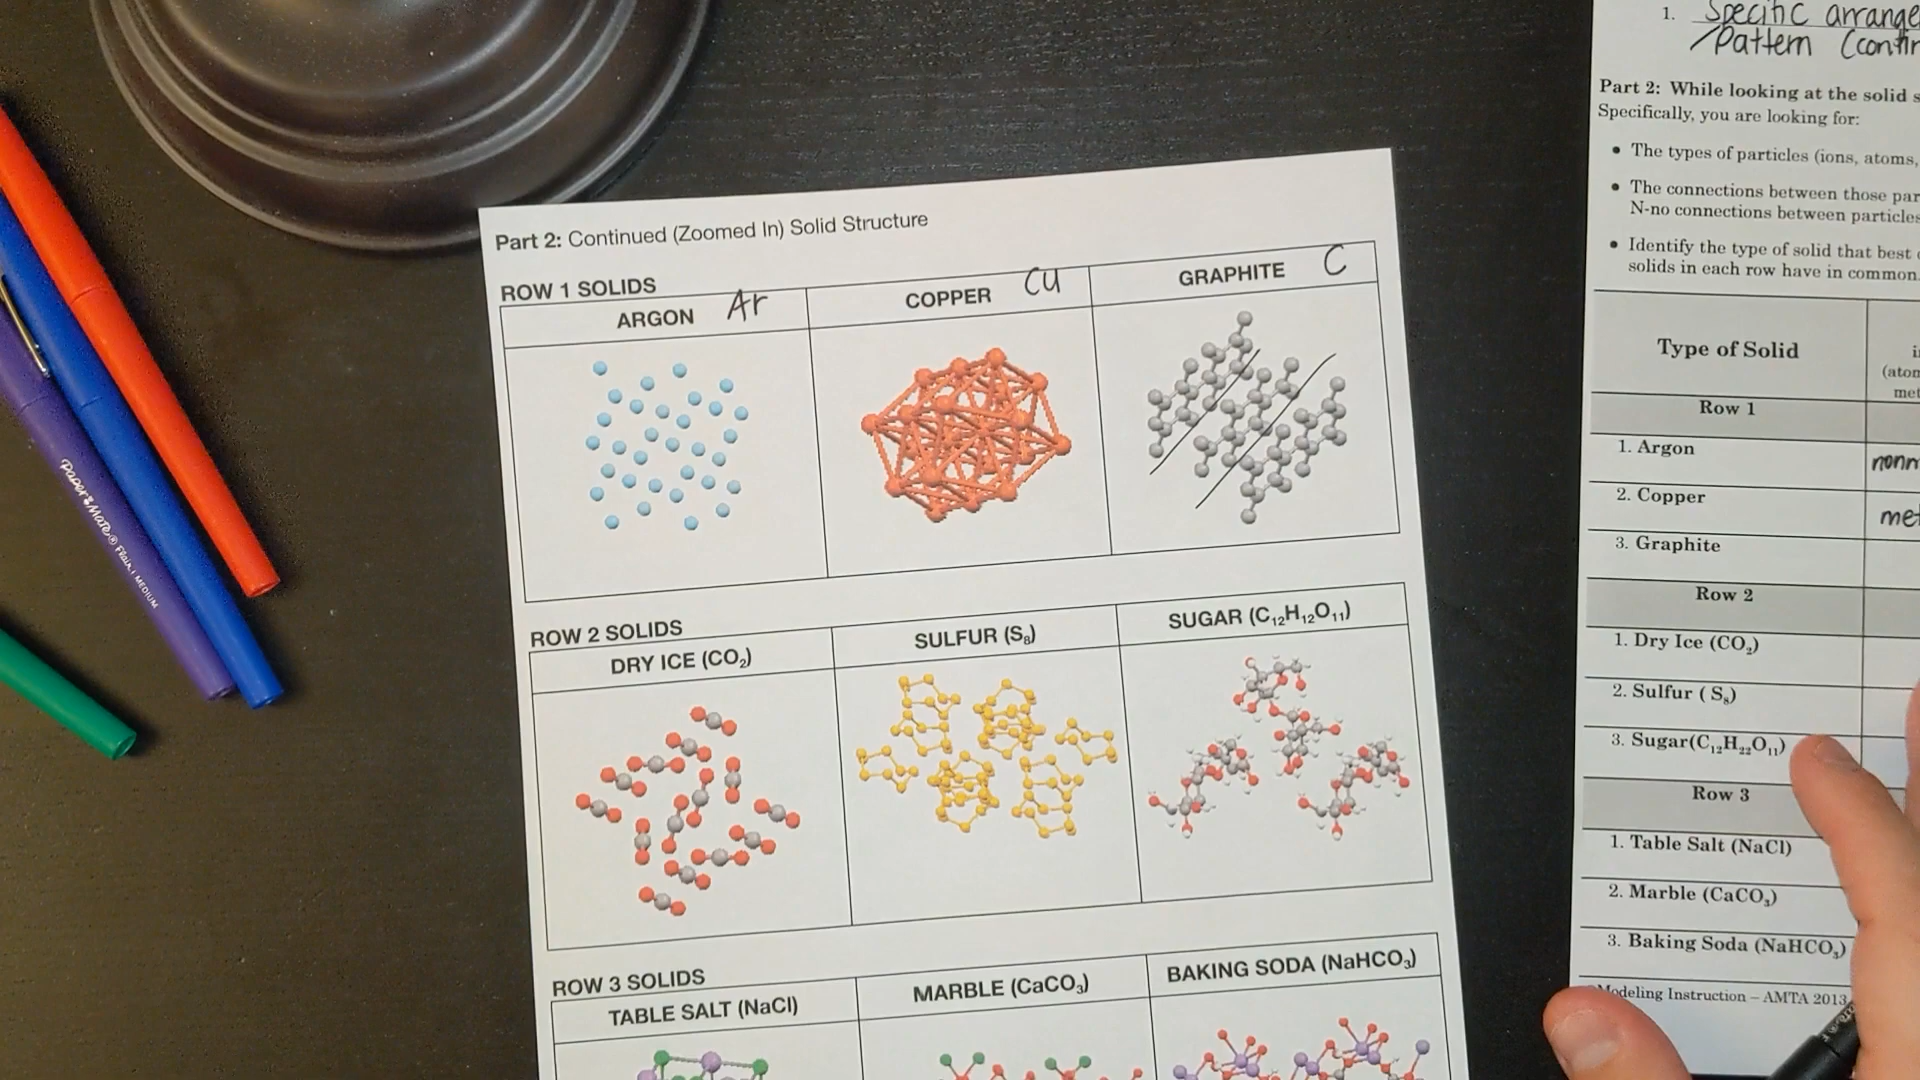 Part 2: Continued (Zoomed In) Solid Structure
ROW 1 SOLIDS
ARGON Ar
COPPER Cu
GRAPHITE C
ROW 2 SOLIDS
DRY ICE (CO₂)
SULFUR (S₈)
SUGAR (C₁₂H₁₂O₁₁)
ROW 3 SOLIDS
TABLE SALT (NaCl)
MARBLE (CaCO₃)
BAKING SODA (NaHCO₃)
1. Specific
Pattern
Part 2: While looking at the solid
Specifically, you are looking for:
• The types of particles (ions, atoms,
• The connections between those
N-no connections between particles
• Identify the type of solid that best
solids in each row have in common.
Type of Solid
Row 1
1. Argon
2. Copper
3. Graphite
Row 2
1. Dry Ice (CO₂)
2. Sulfur ( S₈)
3. Sugar(C₁₂H₂₂O₁₁)
Row 3
1. Table Salt (NaCl)
2. Marble (CaCO₃)
3. Baking Soda (NaHCO₃)
Modeling Instruction – AMTA 2013
Paper Mate® Flair. MEDIUM